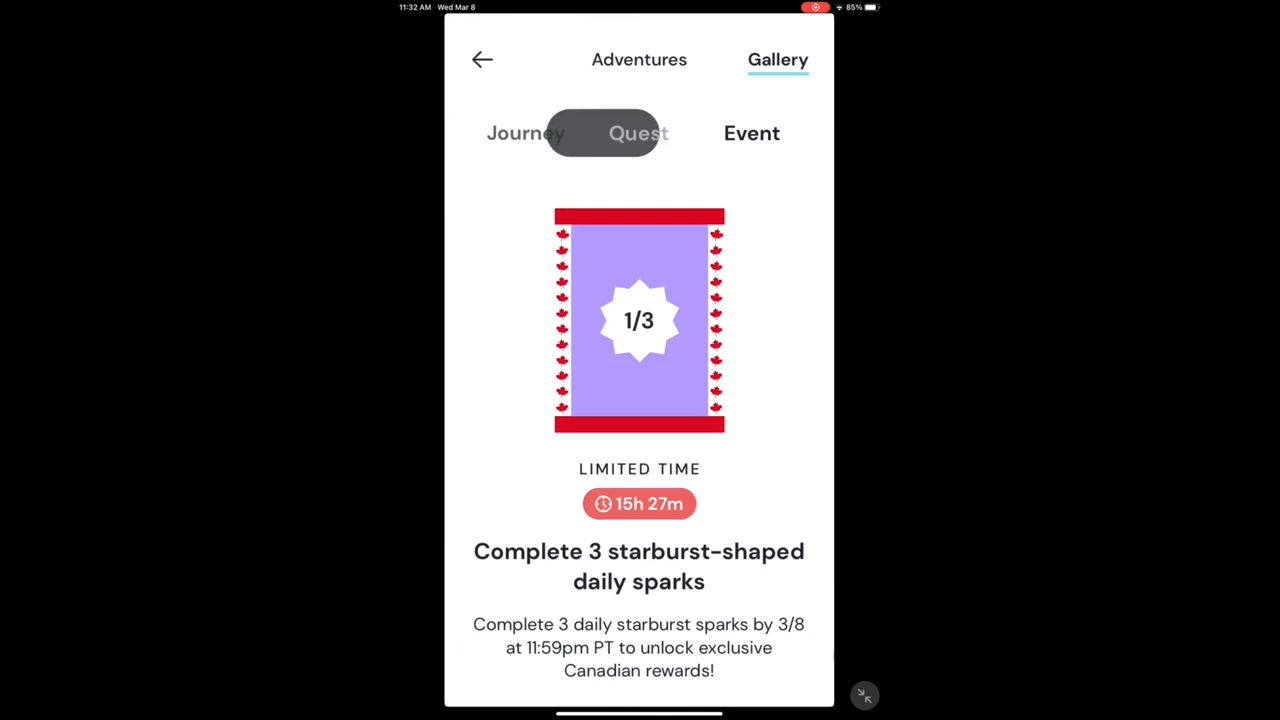 11:32 AM Wed Mar 8
85%
Adventures Gallery
Journey Quest Event
1/3
LIMITED TIME
15h 27m
Complete 3 starburst-shaped
daily sparks
Complete 3 daily starburst sparks by 3/8
at 11:59pm PT to unlock exclusive
Canadian rewards!